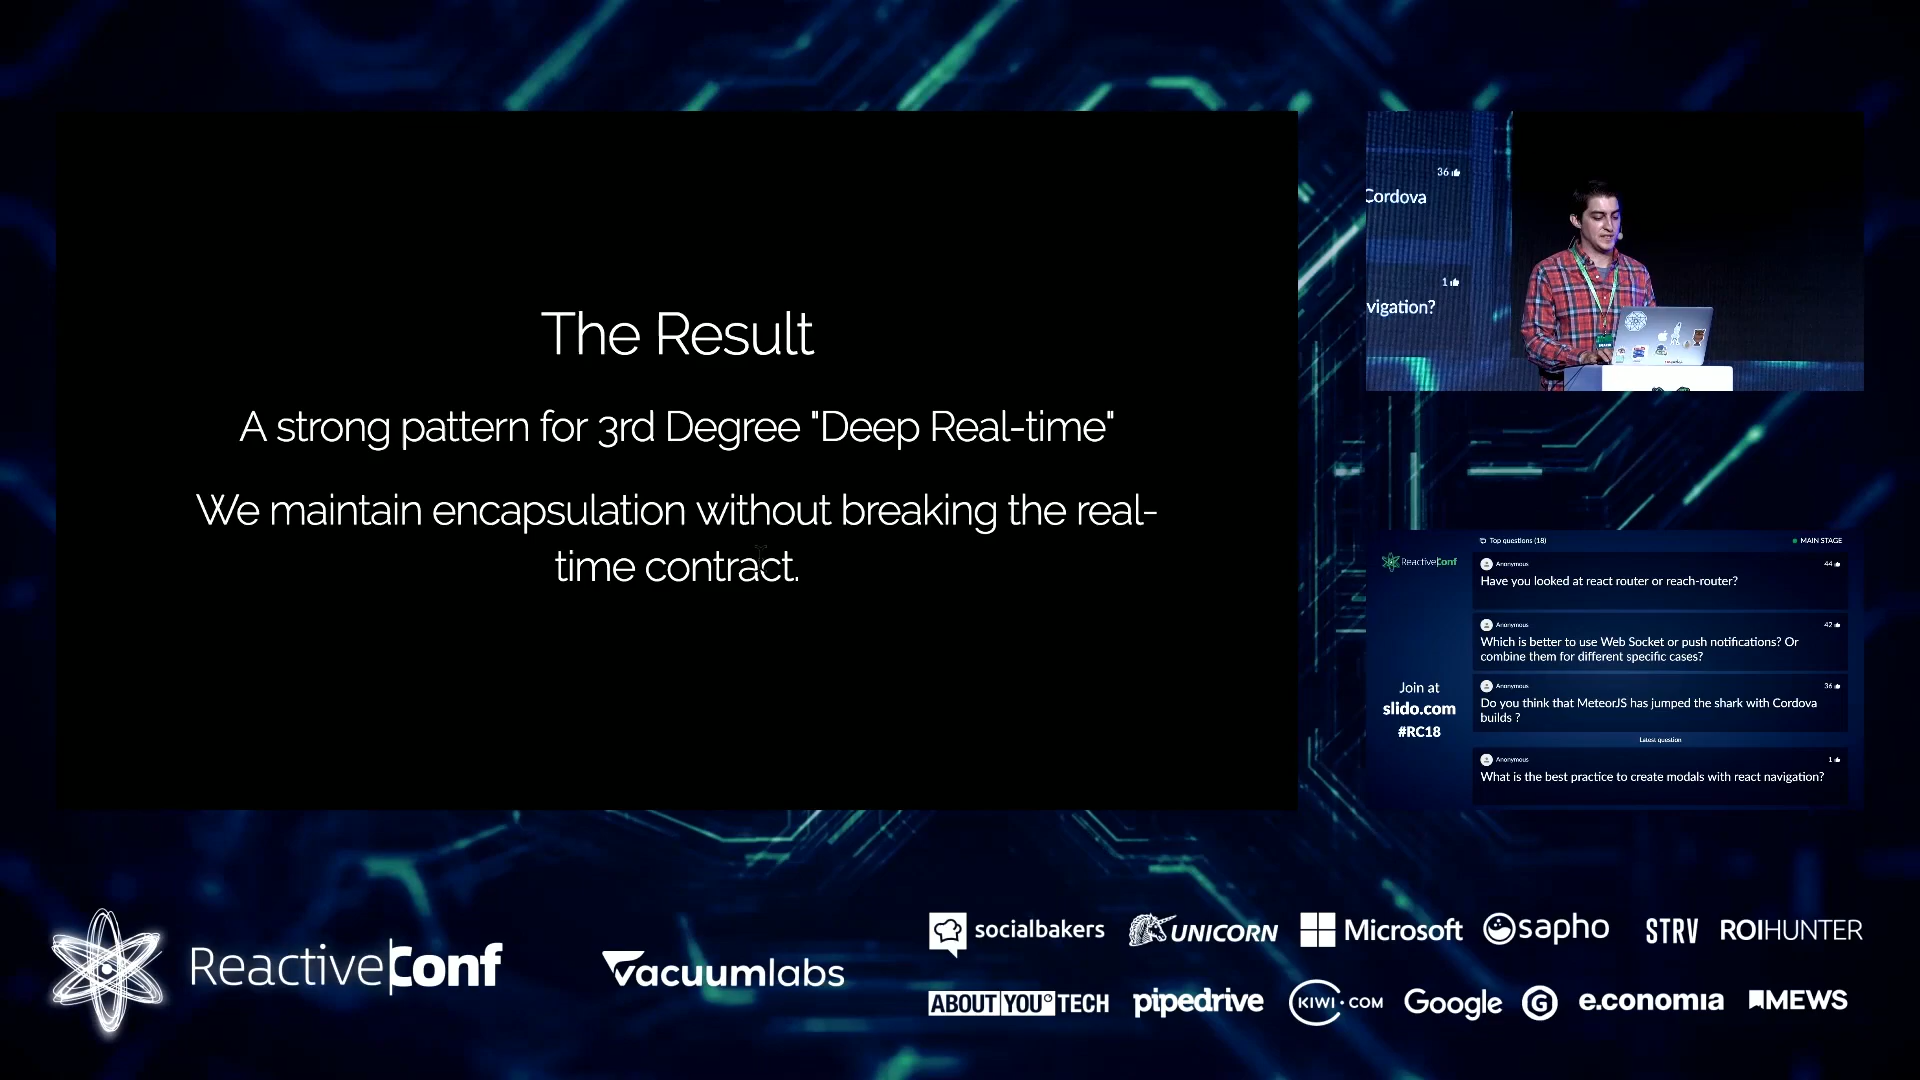 The Result
A strong pattern for 3rd Degree "Deep Real-time"
We maintain encapsulation without breaking the real-
time contract.
36
Cordova
1
vigation?
ReactiveConf
Top questions (18)
MAIN STAGE
Anonymous
44
Have you looked at react router or reach-router?
Anonymous
42
Which is better to use Web Socket or push notifications? Or
combine them for different specific cases?
Anonymous
36
Do you think that MeteorJS has jumped the shark with Cordova
builds ?
Latest question
Anonymous
1
What is the best practice to create modals with react navigation?
Join at
slido.com
#RC18
ReactiveConf
vacuumlabs
socialbakers
UNICORN
Microsoft
sapho
STRV
ROIHUNTER
ABOUT YOU TECH
pipedrive
KIWI.COM
Google
G
e.conomia
MEWS